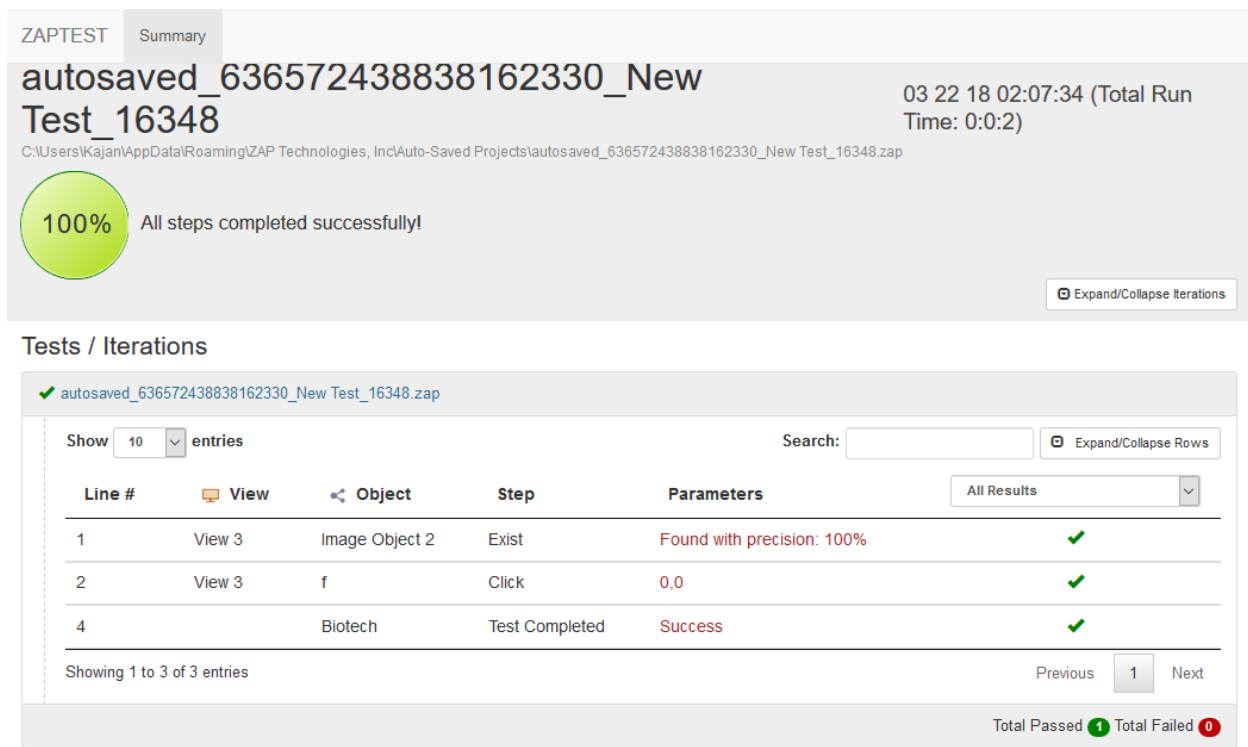 ZAPTEST Summary
autosaved_636572438838162330_New
Test_16348
03 22 18 02:07:34 (Total Run
Time: 0:0:2)
C:\Users\Kajan\AppData\Roaming\ZAP Technologies, Inc\Auto-Saved Projects\autosaved_636572438838162330_New Test_16348.zap
100% All steps completed successfully!
Expand/Collapse Iterations
Tests / Iterations
autosaved_636572438838162330_New Test_16348.zap
Show 10 entries Search: Expand/Collapse Rows
Line # View Object Step Parameters All Results
1 View 3 Image Object 2 Exist Found with precision: 100%
2 View 3 f Click 0,0
4 Biotech Test Completed Success
Showing 1 to 3 of 3 entries Previous 1 Next
Total Passed 1 Total Failed 0